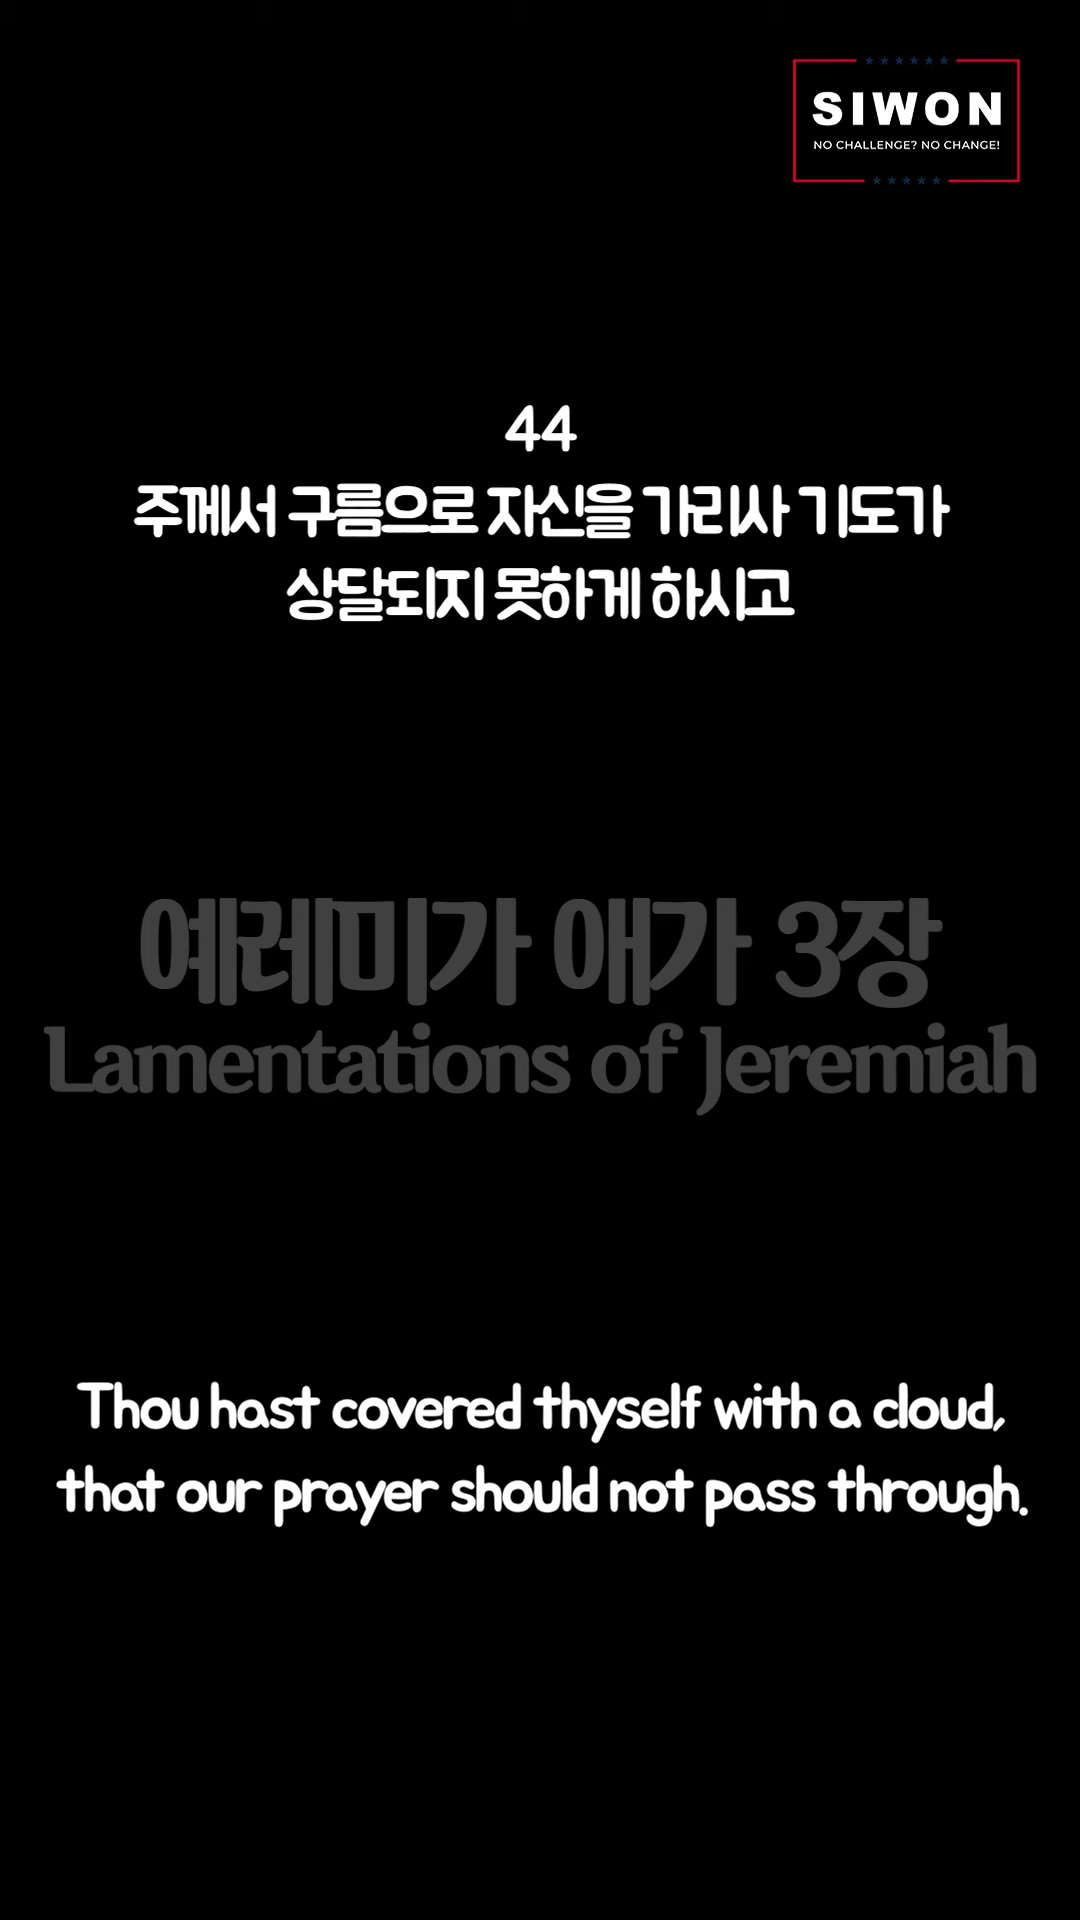 SIWON
NO CHALLENGE? NO CHANGE!
44
주께서 구름으로 자신을 가리사 기도가
상달되지 못하게 하시고
예레미가 애가 3장
Lamentations of Jeremiah
Thou hast covered thyself with a cloud,
that our prayer should not pass through.